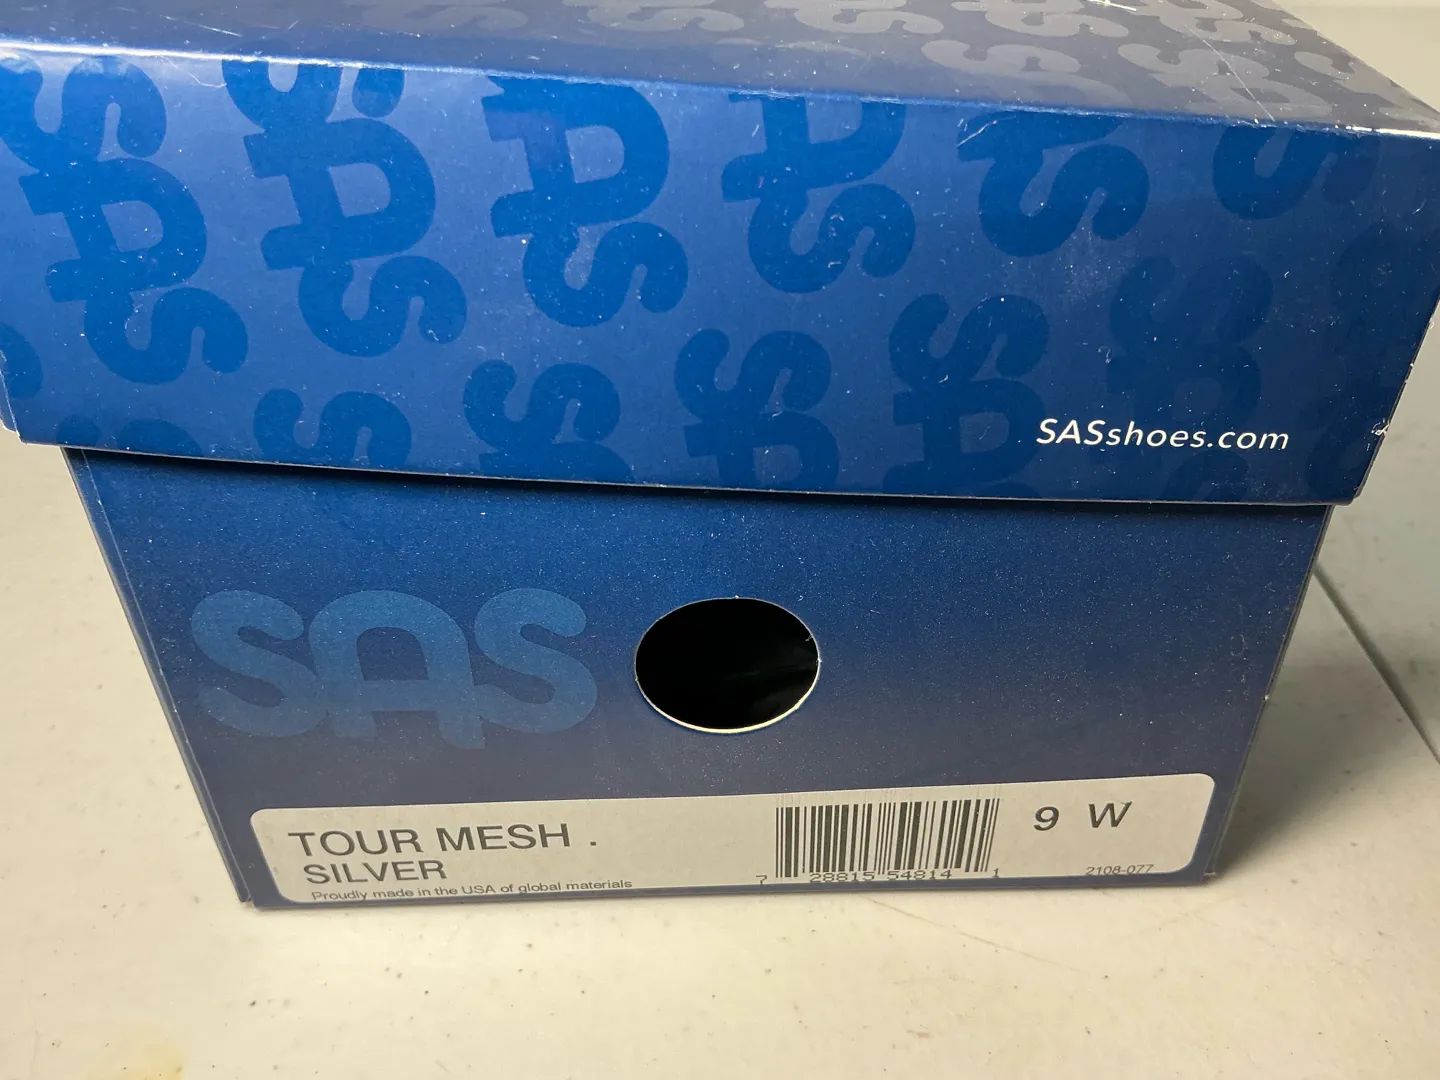 SASshoes.com
SAS
TOUR MESH .
SILVER
Proudly made in the USA of global materials
7 28815 54814 1
9 W
2108-077